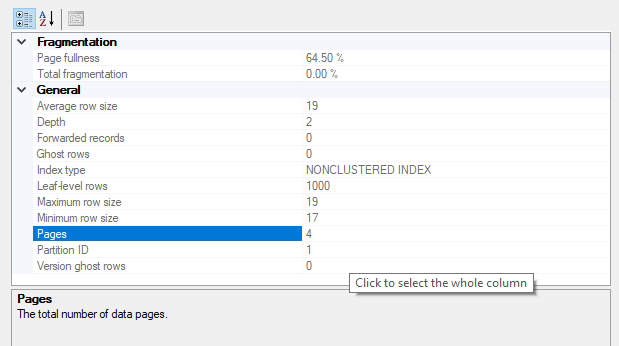 A
Z
Fragmentation
Page fullness 64.50 %
Total fragmentation 0.00 %
General
Average row size 19
Depth 2
Forwarded records 0
Ghost rows 0
Index type NONCLUSTERED INDEX
Leaf-level rows 1000
Maximum row size 19
Minimum row size 17
Pages 4
Partition ID 1
Version ghost rows 0
Click to select the whole column
Pages
The total number of data pages.